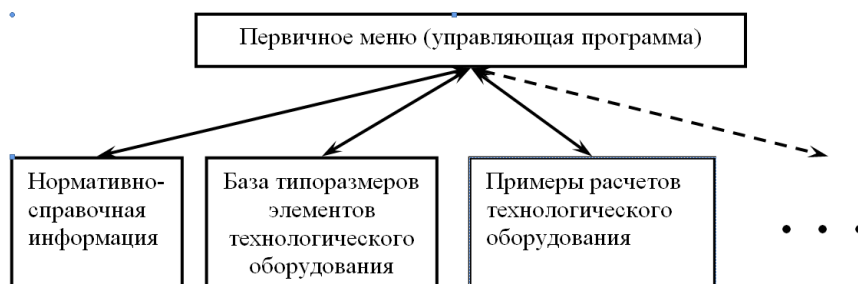 Первичное меню (управляющая программа)
Нормативно-
справочная
информация
База типоразмеров
элементов
технологического
оборудования
Примеры расчетов
технологического
оборудования
. . .